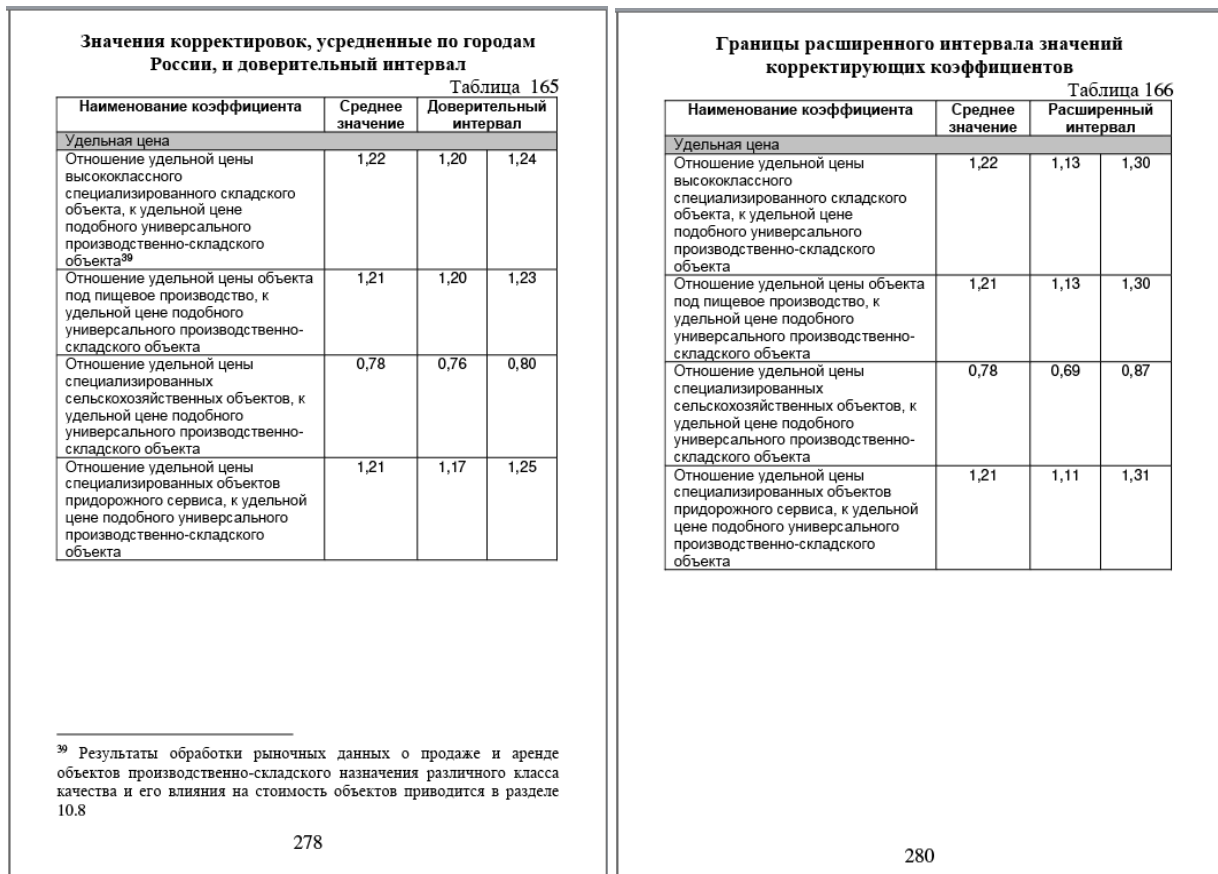 Значения корректировок, усредненные по городам
России, и доверительный интервал
Таблица 165
Наименование коэффициента Среднее Доверительный
значение интервал
Удельная цена
Отношение удельной цены 1,22 1,20 1,24
высококлассного
специализированного складского
объекта, к удельной цене
подобного универсального
производственно-складского
объекта³⁹
Отношение удельной цены объекта 1,21 1,20 1,23
под пищевое производство, к
удельной цене подобного
универсального производственно-
складского объекта
Отношение удельной цены 0,78 0,76 0,80
специализированных
сельскохозяйственных объектов, к
удельной цене подобного
универсального производственно-
складского объекта
Отношение удельной цены 1,21 1,17 1,25
специализированных объектов
придорожного сервиса, к удельной
цене подобного универсального
производственно-складского
объекта
³⁹ Результаты обработки рыночных данных о продаже и аренде
объектов производственно-складского назначения различного класса
качества и его влияния на стоимость объектов приводится в разделе
10.8
278
Границы расширенного интервала значений
корректирующих коэффициентов
Таблица 166
Наименование коэффициента Среднее Расширенный
значение интервал
Удельная цена
Отношение удельной цены 1,22 1,13 1,30
высококлассного
специализированного складского
объекта, к удельной цене
подобного универсального
производственно-складского
объекта
Отношение удельной цены объекта 1,21 1,13 1,30
под пищевое производство, к
удельной цене подобного
универсального производственно-
складского объекта
Отношение удельной цены 0,78 0,69 0,87
специализированных
сельскохозяйственных объектов, к
удельной цене подобного
универсального производственно-
складского объекта
Отношение удельной цены 1,21 1,11 1,31
специализированных объектов
придорожного сервиса, к удельной
цене подобного универсального
производственно-складского
объекта
280